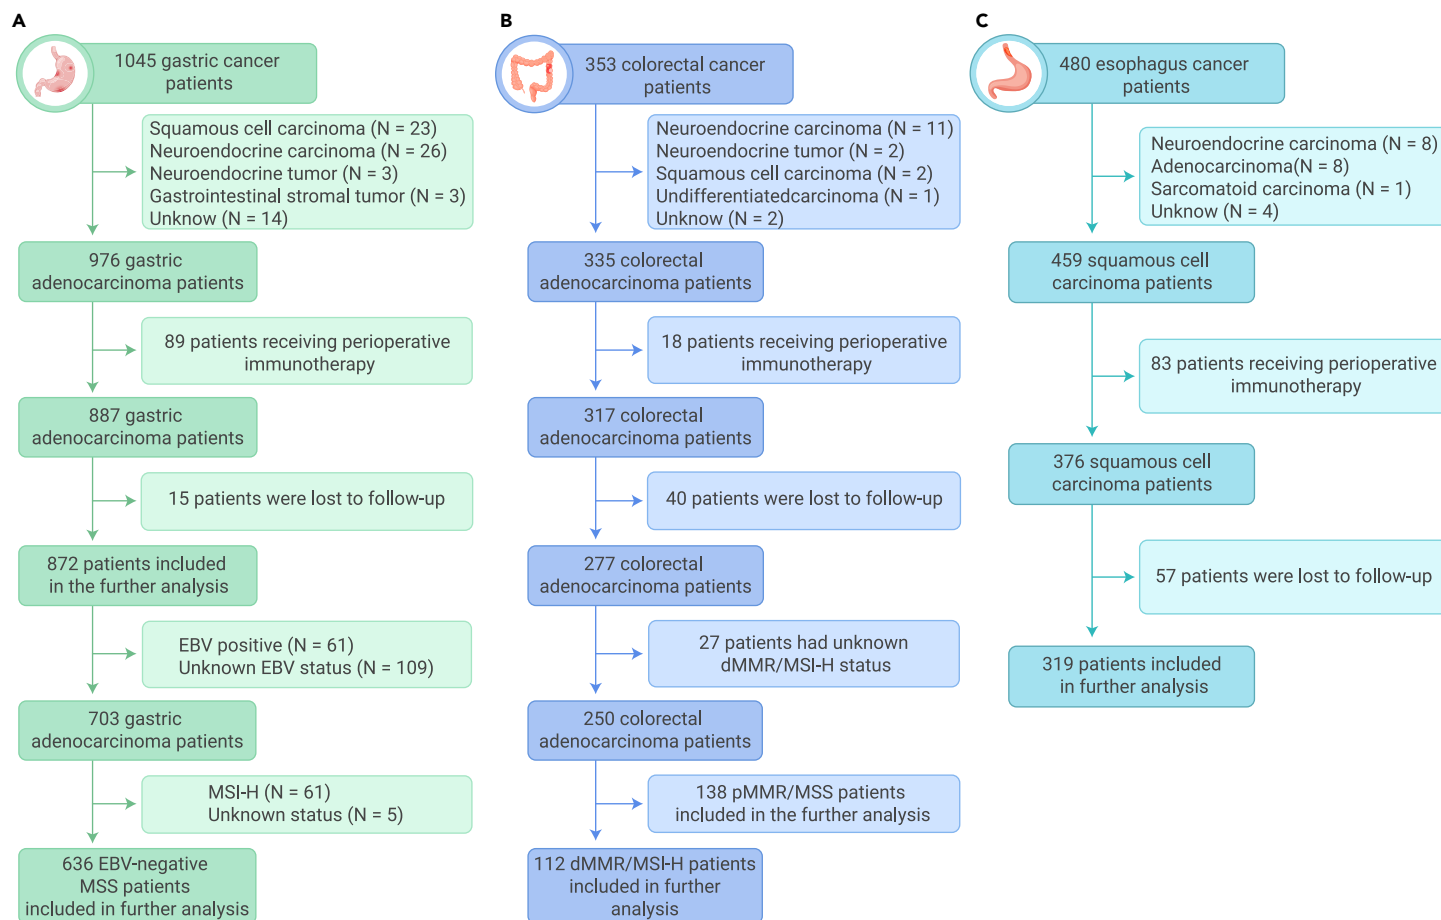 A
1045 gastric cancer
patients
Squamous cell carcinoma (N = 23)
Neuroendocrine carcinoma (N = 26)
Neuroendocrine tumor (N = 3)
Gastrointestinal stromal tumor (N = 3)
Unknow (N = 14)
976 gastric
adenocarcinoma patients
89 patients receiving perioperative
immunotherapy
887 gastric
adenocarcinoma patients
15 patients were lost to follow-up
872 patients included
in the further analysis
EBV positive (N = 61)
Unknown EBV status (N = 109)
703 gastric
adenocarcinoma patients
MSI-H (N = 61)
Unknown status (N = 5)
636 EBV-negative
MSS patients
included in further analysis
B
353 colorectal cancer
patients
Neuroendocrine carcinoma (N = 11)
Neuroendocrine tumor (N = 2)
Squamous cell carcinoma (N = 2)
Undifferentiatedcarcinoma (N = 1)
Unknow (N = 2)
335 colorectal
adenocarcinoma patients
18 patients receiving perioperative
immunotherapy
317 colorectal
adenocarcinoma patients
40 patients were lost to follow-up
277 colorectal
adenocarcinoma patients
27 patients had unknown
dMMR/MSI-H status
250 colorectal
adenocarcinoma patients
138 pMMR/MSS patients
included in the further analysis
112 dMMR/MSI-H patients
included in further
analysis
C
480 esophagus cancer
patients
Neuroendocrine carcinoma (N = 8)
Adenocarcinoma(N = 8)
Sarcomatoid carcinoma (N = 1)
Unknow (N = 4)
459 squamous cell
carcinoma patients
83 patients receiving perioperative
immunotherapy
376 squamous cell
carcinoma patients
57 patients were lost to follow-up
319 patients included
in further analysis